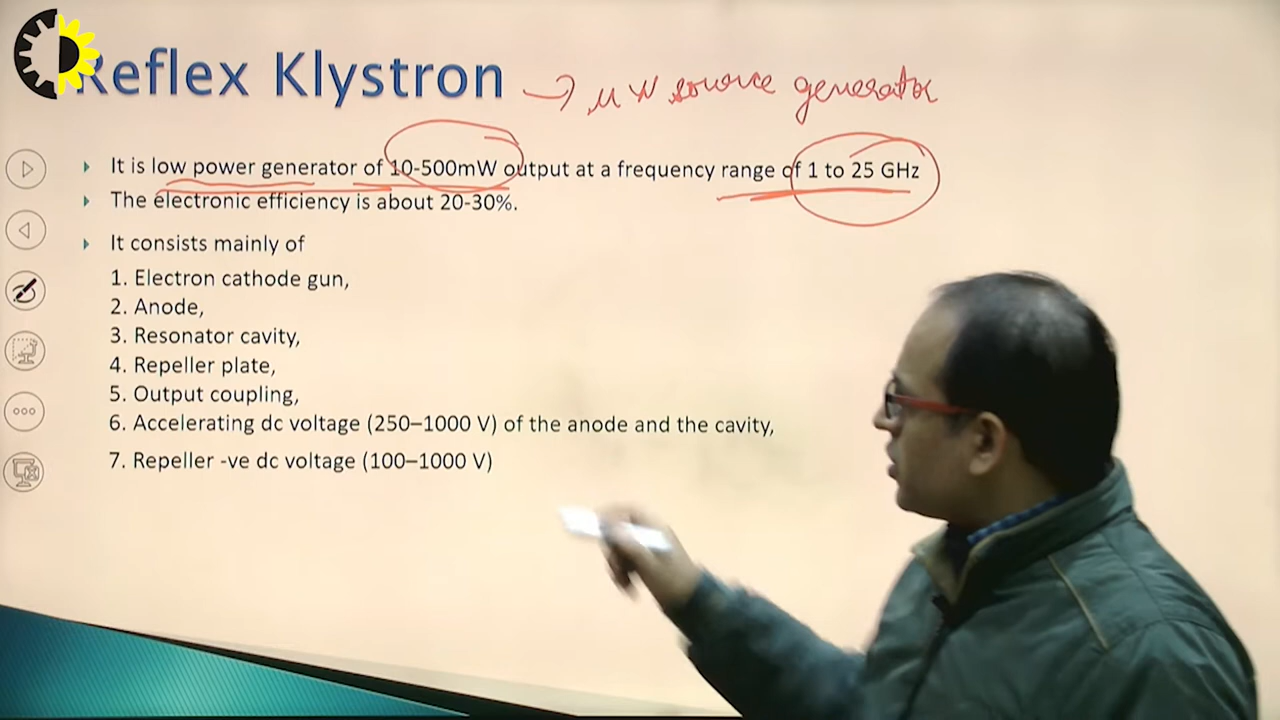 Reflex Klystron → μW source generator
It is low power generator of 10-500mW output at a frequency range of 1 to 25 GHz
The electronic efficiency is about 20-30%.
It consists mainly of
1. Electron cathode gun,
2. Anode,
3. Resonator cavity,
4. Repeller plate,
5. Output coupling,
6. Accelerating dc voltage (250–1000 V) of the anode and the cavity,
7. Repeller -ve dc voltage (100–1000 V)